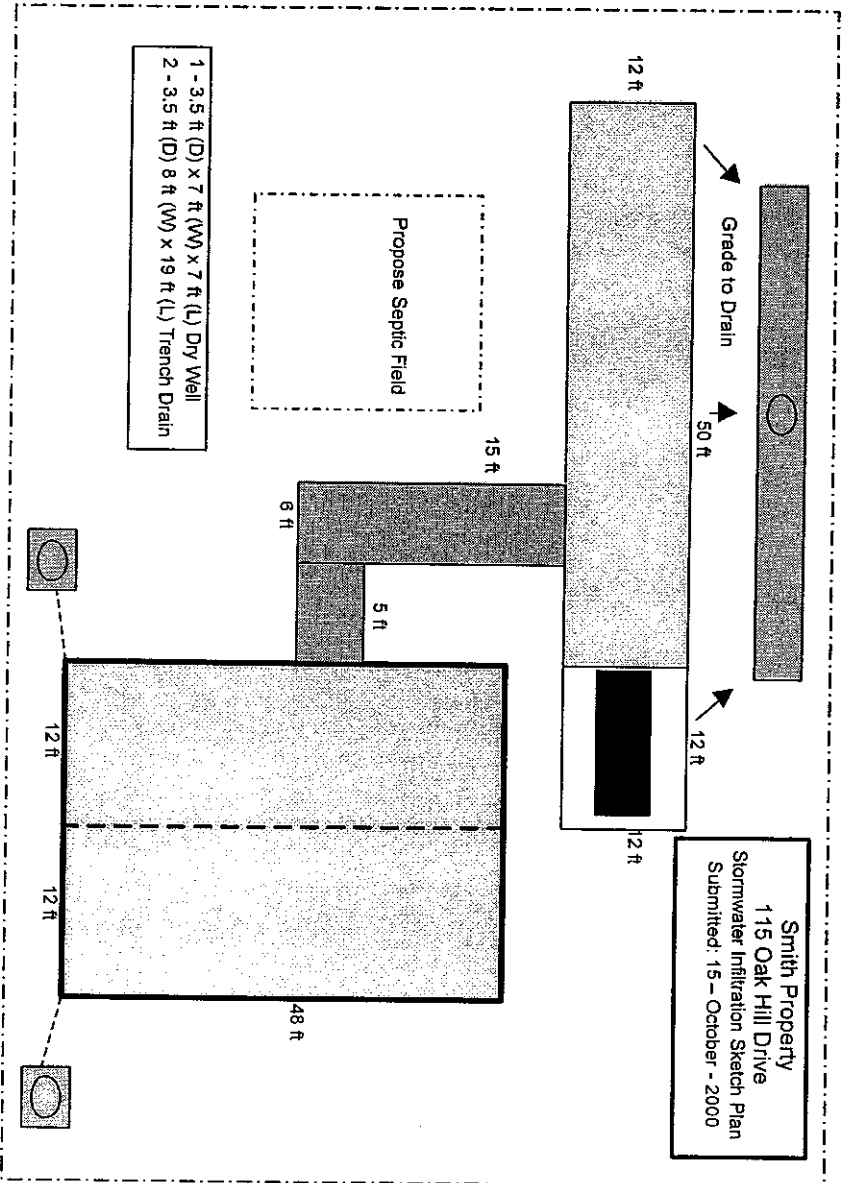 Smith Property
115 Oak Hill Drive
Stormwater Infiltration Sketch Plan
Submitted: 15 – October - 2000
Grade to Drain
50 ft
12 ft
12 ft
12 ft
15 ft
6 ft
5 ft
Propose Septic Field
48 ft
12 ft
12 ft
1 - 3.5 ft (D) x 7 ft (W) x 7 ft (L) Dry Well
2 - 3.5 ft (D) 8 ft (W) x 19 ft (L) Trench Drain